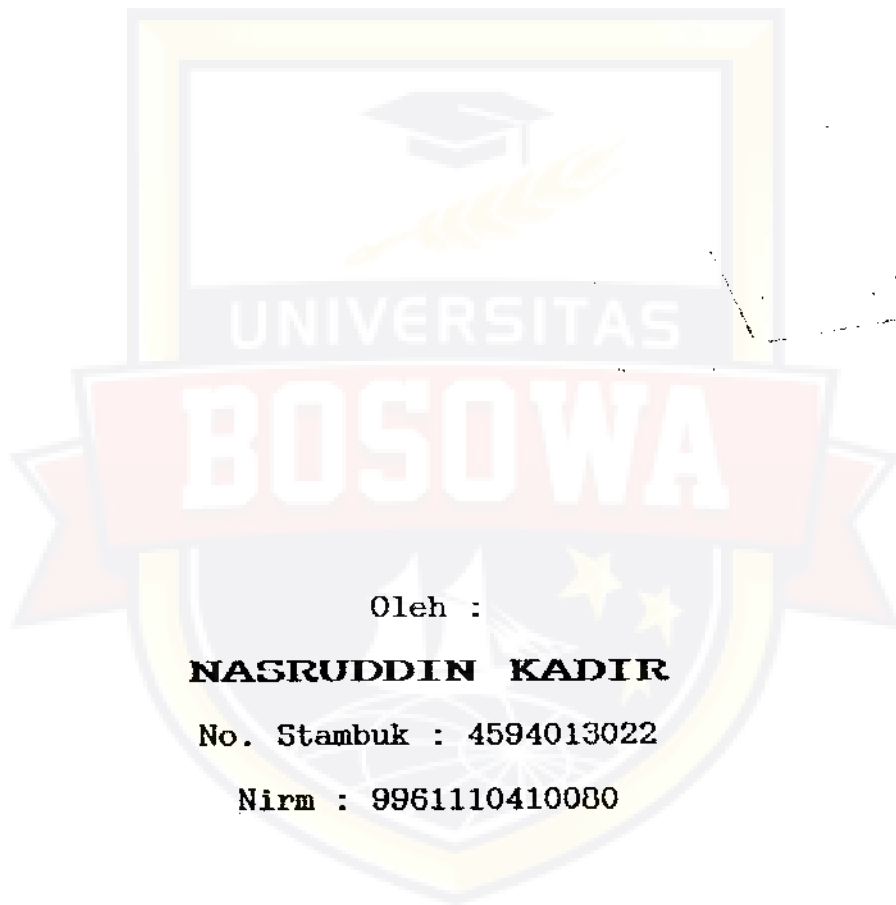 UNIVERSITAS
BOSOWA
Oleh :
NASRUDDIN KADIR
No. Stambuk : 4594013022
Nirm : 9961110410080